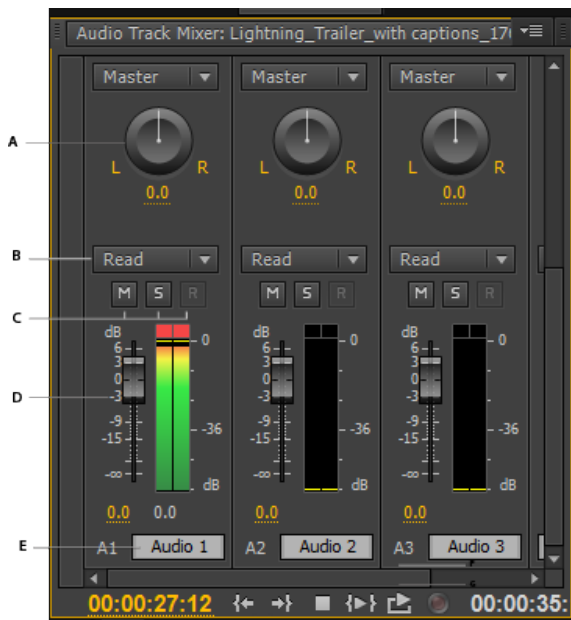 Audio Track Mixer: Lightning_Trailer_with captions_170
Master Master Master
A
L R L R L R
0.0 0.0 0.0
B
Read Read Read
M S R M S R M S R
C
dB dB dB
6 0 6 0 6 0
3 3 3
0 0 0
D
-3 -3 -3
-9 -36 -9 -36 -9 -36
-15 -15 -15
-∞ dB -∞ dB -∞ dB
0.0 0.0 0.0 0.0
E
A1 Audio 1 A2 Audio 2 A3 Audio 3
F
G
00:00:27:12 00:00:35: